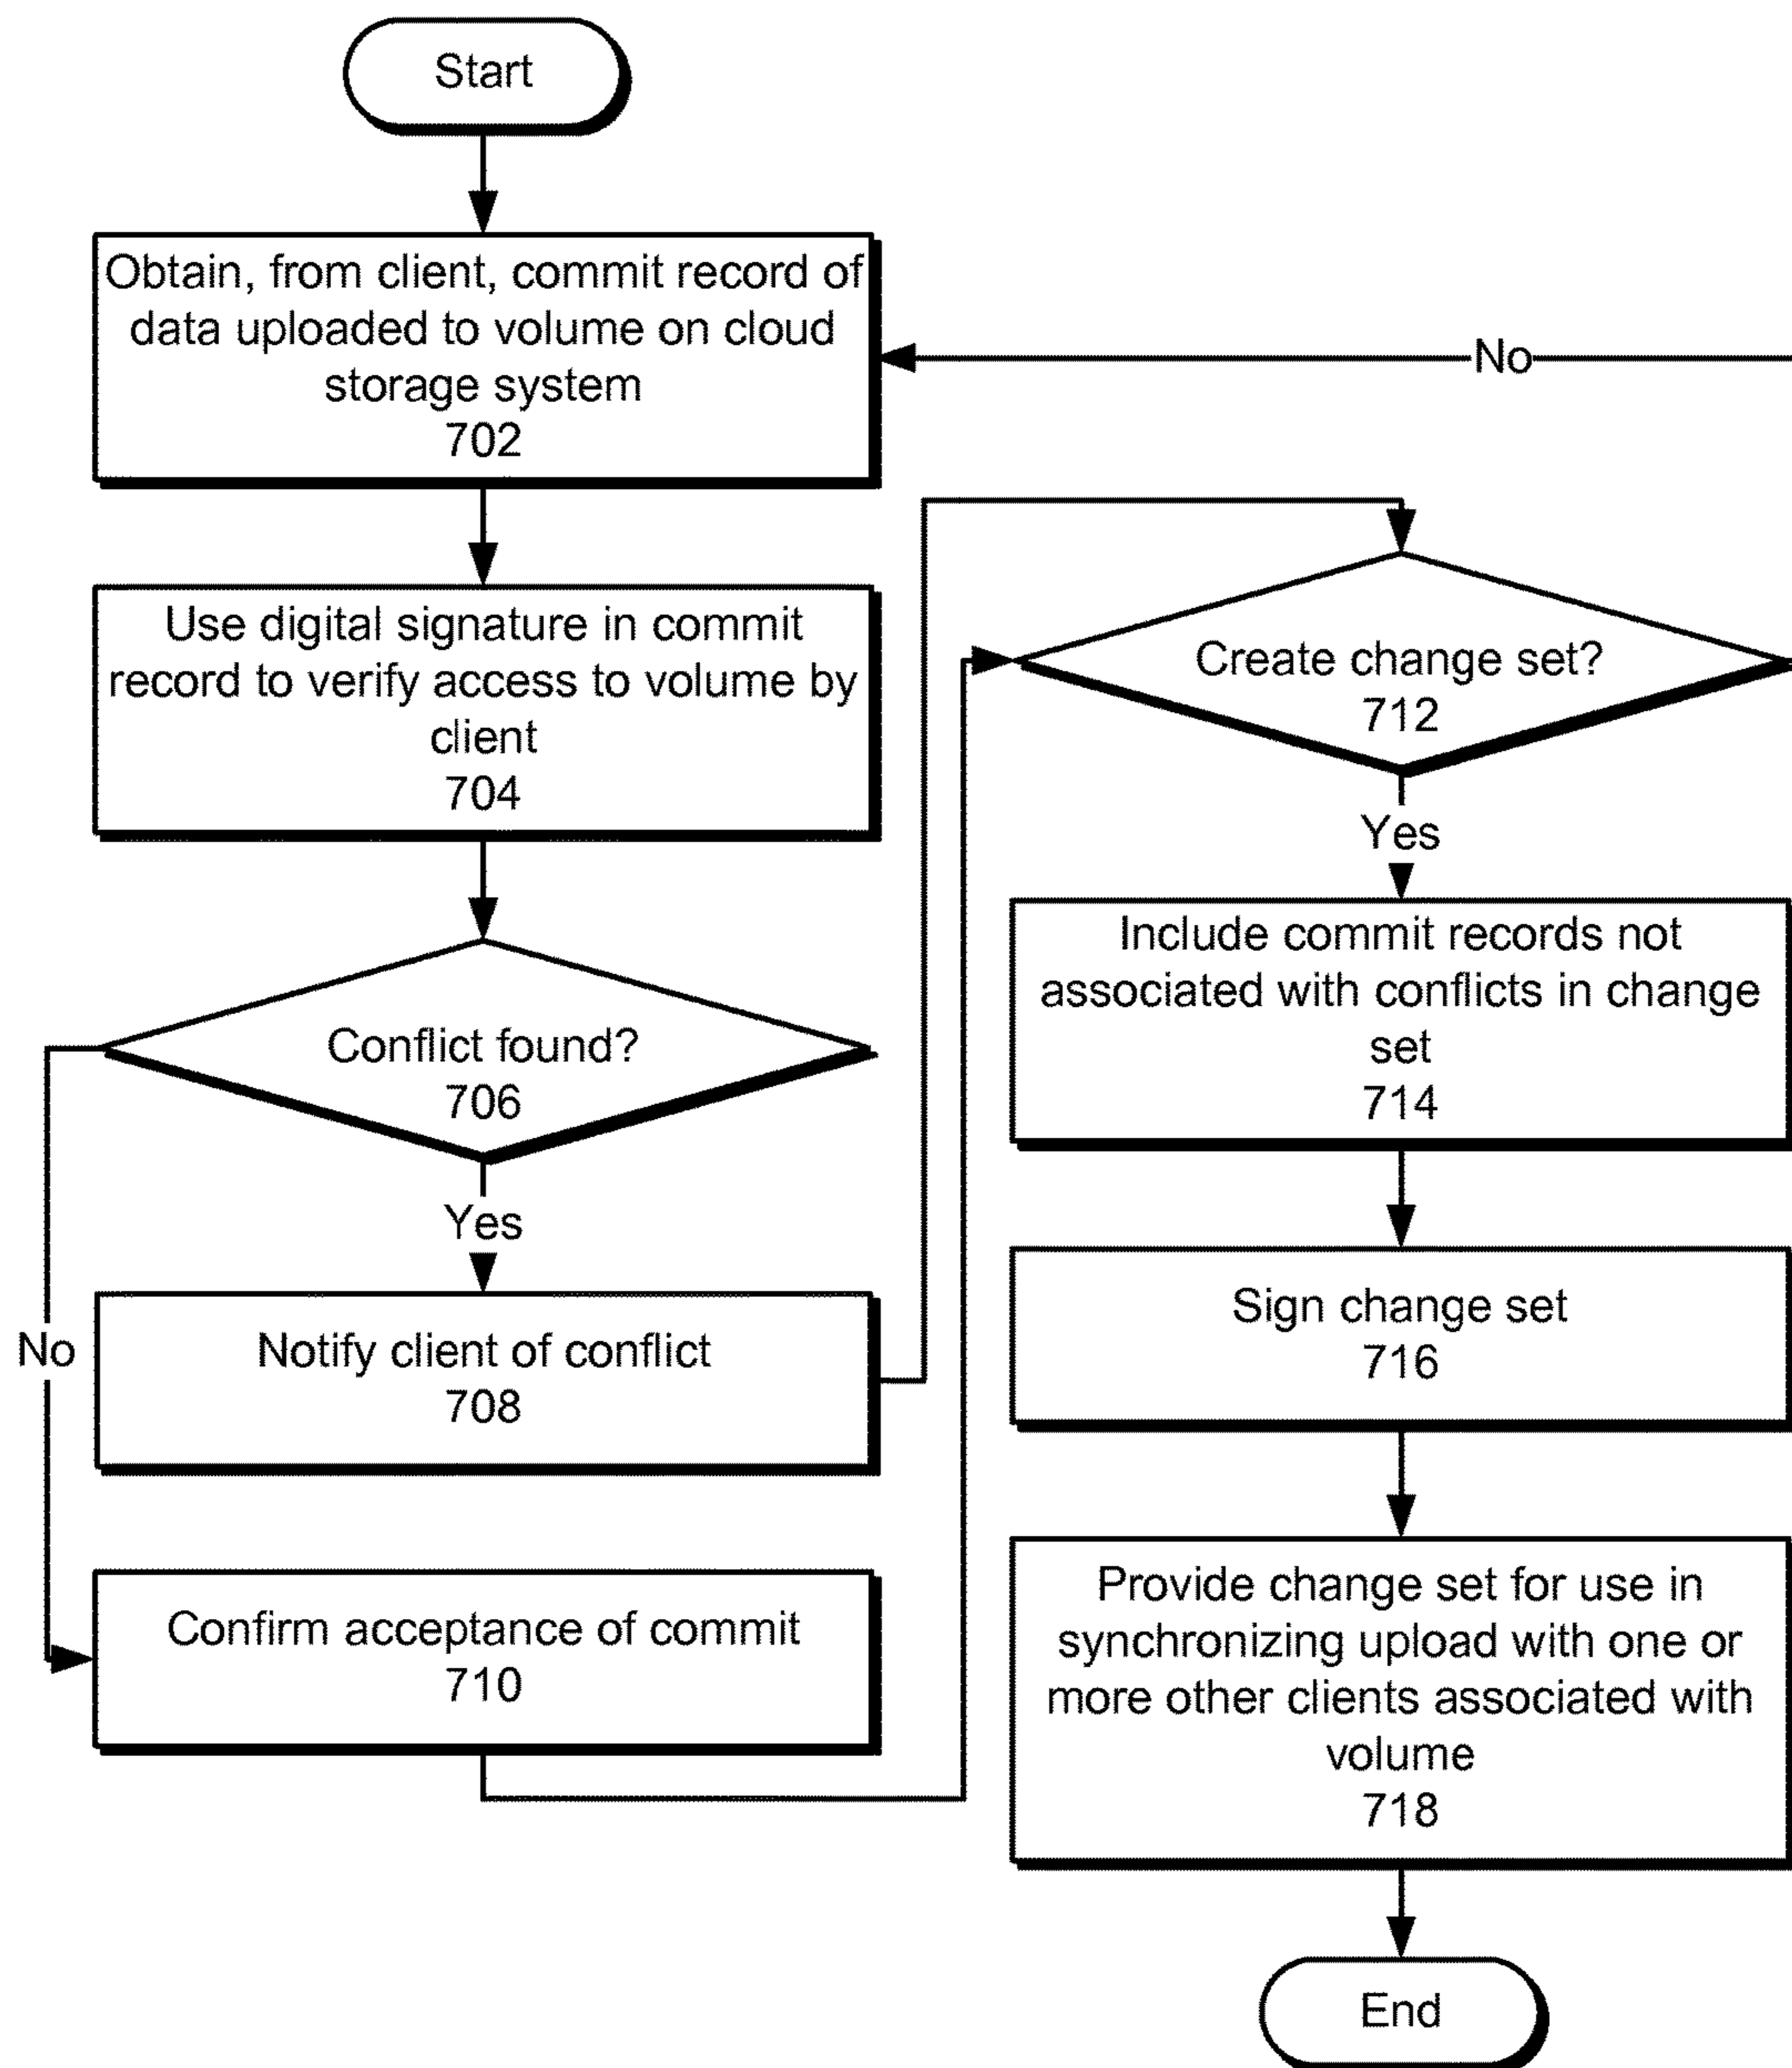 Start
Obtain, from client, commit record of
data uploaded to volume on cloud
storage system
702
Use digital signature in commit
record to verify access to volume by
client
704
Conflict found?
706
Yes
No
Notify client of conflict
708
Confirm acceptance of commit
710
No
Create change set?
712
Yes
Include commit records not
associated with conflicts in change
set
714
Sign change set
716
Provide change set for use in
synchronizing upload with one or
more other clients associated with
volume
718
End